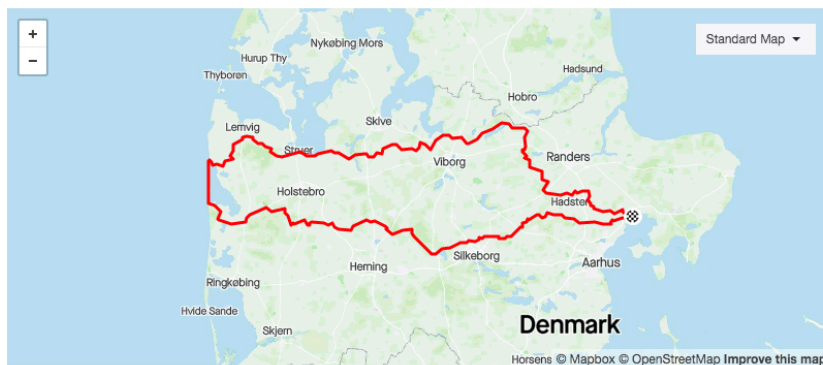 +
−
Standard Map
Nykøbing Mors
Hurup Thy
Thyborøn
Hadsund
Hobro
Lemvig
Skive
Struer
Viborg
Randers
Holstebro
Hadster
Silkeborg
Herning
Aarhus
Ringkøbing
Hvide Sande
Skjern
Denmark
Horsens © Mapbox © OpenStreetMap Improve this map